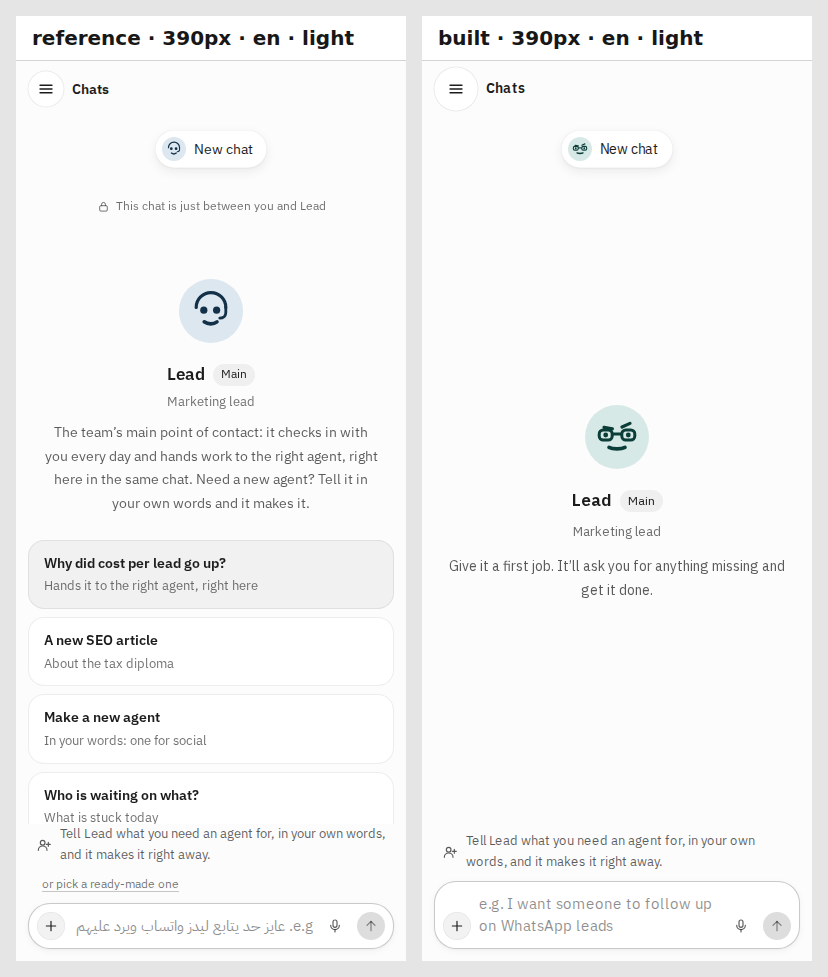 reference · 390px · en · light
Chats
New chat
This chat is just between you and Lead
Lead Main
Marketing lead
The team's main point of contact: it checks in with
you every day and hands work to the right agent, right
here in the same chat. Need a new agent? Tell it in
your own words and it makes it.
Why did cost per lead go up?
Hands it to the right agent, right here
A new SEO article
About the tax diploma
Make a new agent
In your words: one for social
Who is waiting on what?
What is stuck today
Tell Lead what you need an agent for, in your own words,
and it makes it right away.
or pick a ready-made one
e.g. عايز حد يتابع ليدز واتساب ويرد عليهم
built · 390px · en · light
Chats
New chat
Lead Main
Marketing lead
Give it a first job. It'll ask you for anything missing and
get it done.
Tell Lead what you need an agent for, in your own
words, and it makes it right away.
e.g. I want someone to follow up
on WhatsApp leads